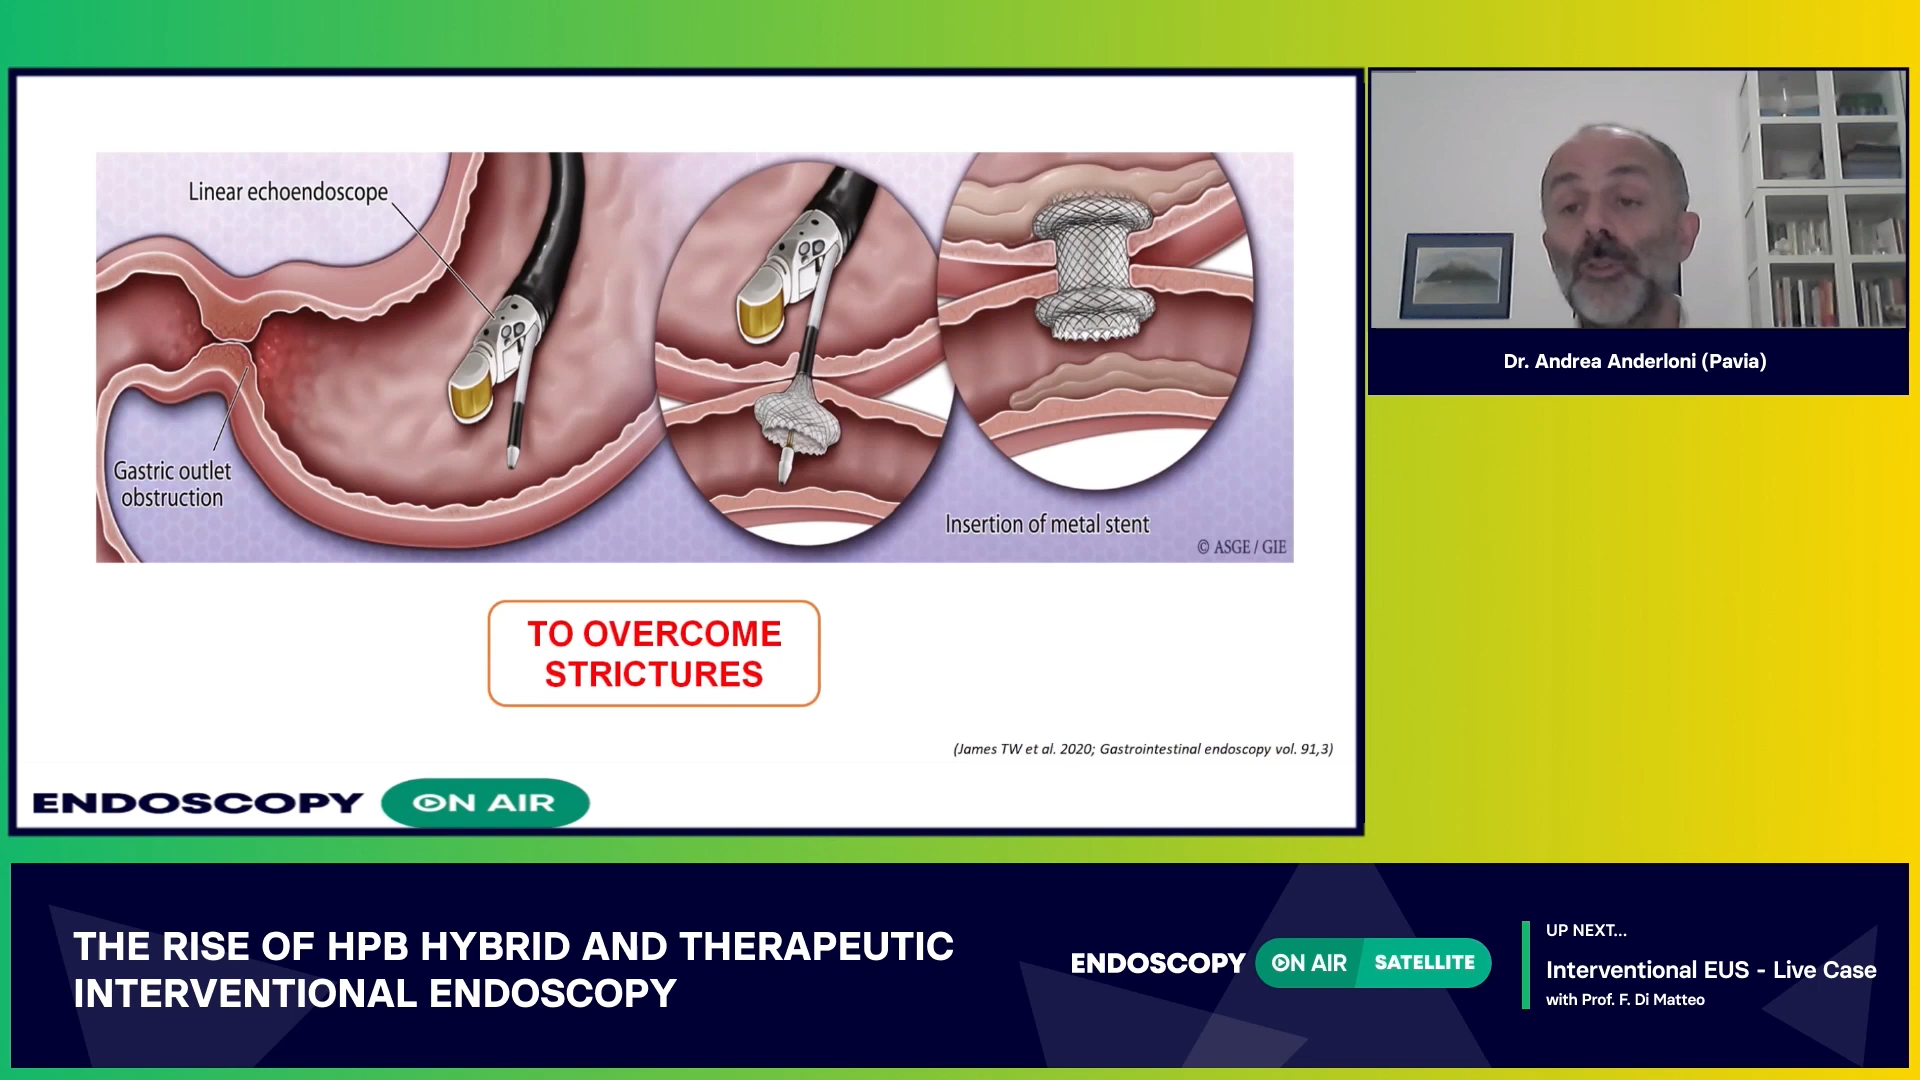 Linear echoendoscope
Gastric outlet
obstruction
Insertion of metal stent
© ASGE / GIE
TO OVERCOME
STRICTURES
(James TW et al. 2020; Gastrointestinal endoscopy vol. 91,3)
ENDOSCOPY ON AIR
Dr. Andrea Anderloni (Pavia)
THE RISE OF HPB HYBRID AND THERAPEUTIC
INTERVENTIONAL ENDOSCOPY
ENDOSCOPY ON AIR SATELLITE
UP NEXT...
Interventional EUS - Live Case
with Prof. F. Di Matteo